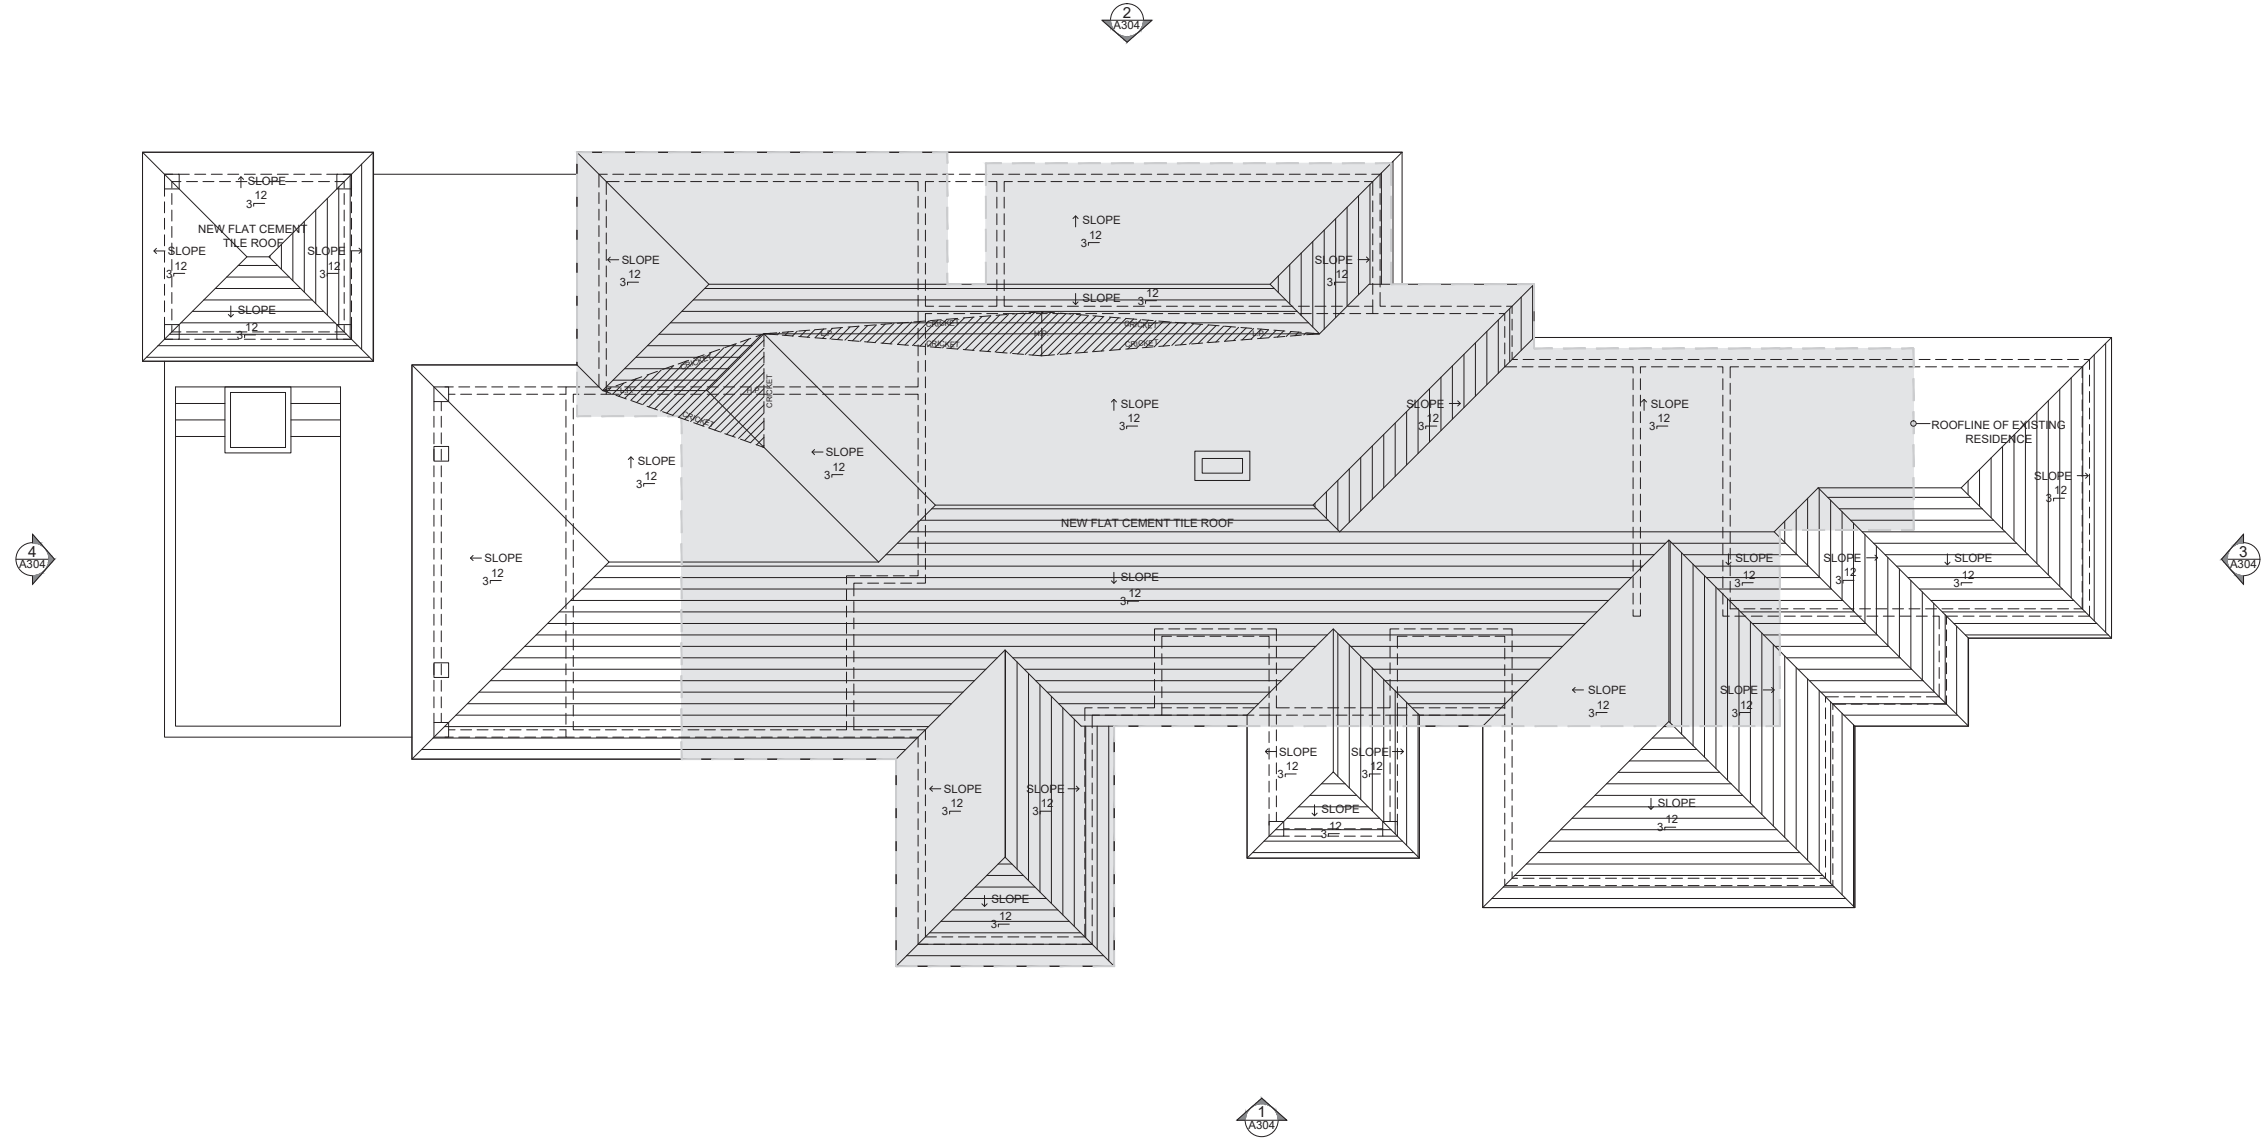 2
A304
↑ SLOPE
12
3
NEW FLAT CEMENT
TILE ROOF
← SLOPE
12
3
SLOPE →
12
3
↓ SLOPE
12
3
← SLOPE
12
3
↑ SLOPE
12
3
SLOPE →
12
3
↓ SLOPE
12
3
CRICKET
CRICKET
CRICKET
CRICKET
H.P.
CRICKET
CRICKET
CRICKET
H.P.
↑ SLOPE
12
3
← SLOPE
12
3
↑ SLOPE
12
3
SLOPE →
12
3
↑ SLOPE
12
3
ROOFLINE OF EXISTING
RESIDENCE
SLOPE →
12
3
NEW FLAT CEMENT TILE ROOF
4
A304
← SLOPE
12
3
↓ SLOPE
12
3
↓ SLOPE
12
3
SLOPE →
12
3
↓ SLOPE
12
3
3
A304
← SLOPE
12
3
SLOPE →
12
3
← SLOPE
12
3
SLOPE →
12
3
↓ SLOPE
12
3
← SLOPE
12
3
SLOPE →
12
3
↓ SLOPE
12
3
↓ SLOPE
12
3
1
A304